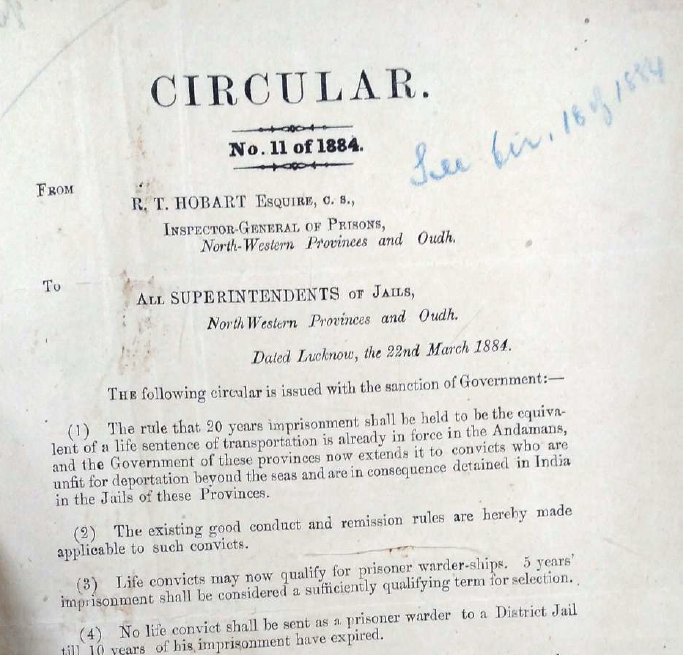 CIRCULAR.
No. 11 of 1884.
See Cir. 18 of 1884
FROM
R. T. HOBART ESQUIRE, C. S.,
INSPECTOR-GENERAL OF PRISONS,
North-Western Provinces and Oudh.
To
ALL SUPERINTENDENTS OF JAILS,
North Western Provinces and Oudh.
Dated Lucknow, the 22nd March 1884.
THE following circular is issued with the sanction of Government:—
(1) The rule that 20 years imprisonment shall be held to be the equiva-
lent of a life sentence of transportation is already in force in the Andamans,
and the Government of these provinces now extends it to convicts who are
unfit for deportation beyond the seas and are in consequence detained in India
in the Jails of these Provinces.
(2) The existing good conduct and remission rules are hereby made
applicable to such convicts.
(3) Life convicts may now qualify for prisoner warder-ships. 5 years'
imprisonment shall be considered a sufficiently qualifying term for selection.
(4) No life convict shall be sent as a prisoner warder to a District Jail
till 10 years of his imprisonment have expired.